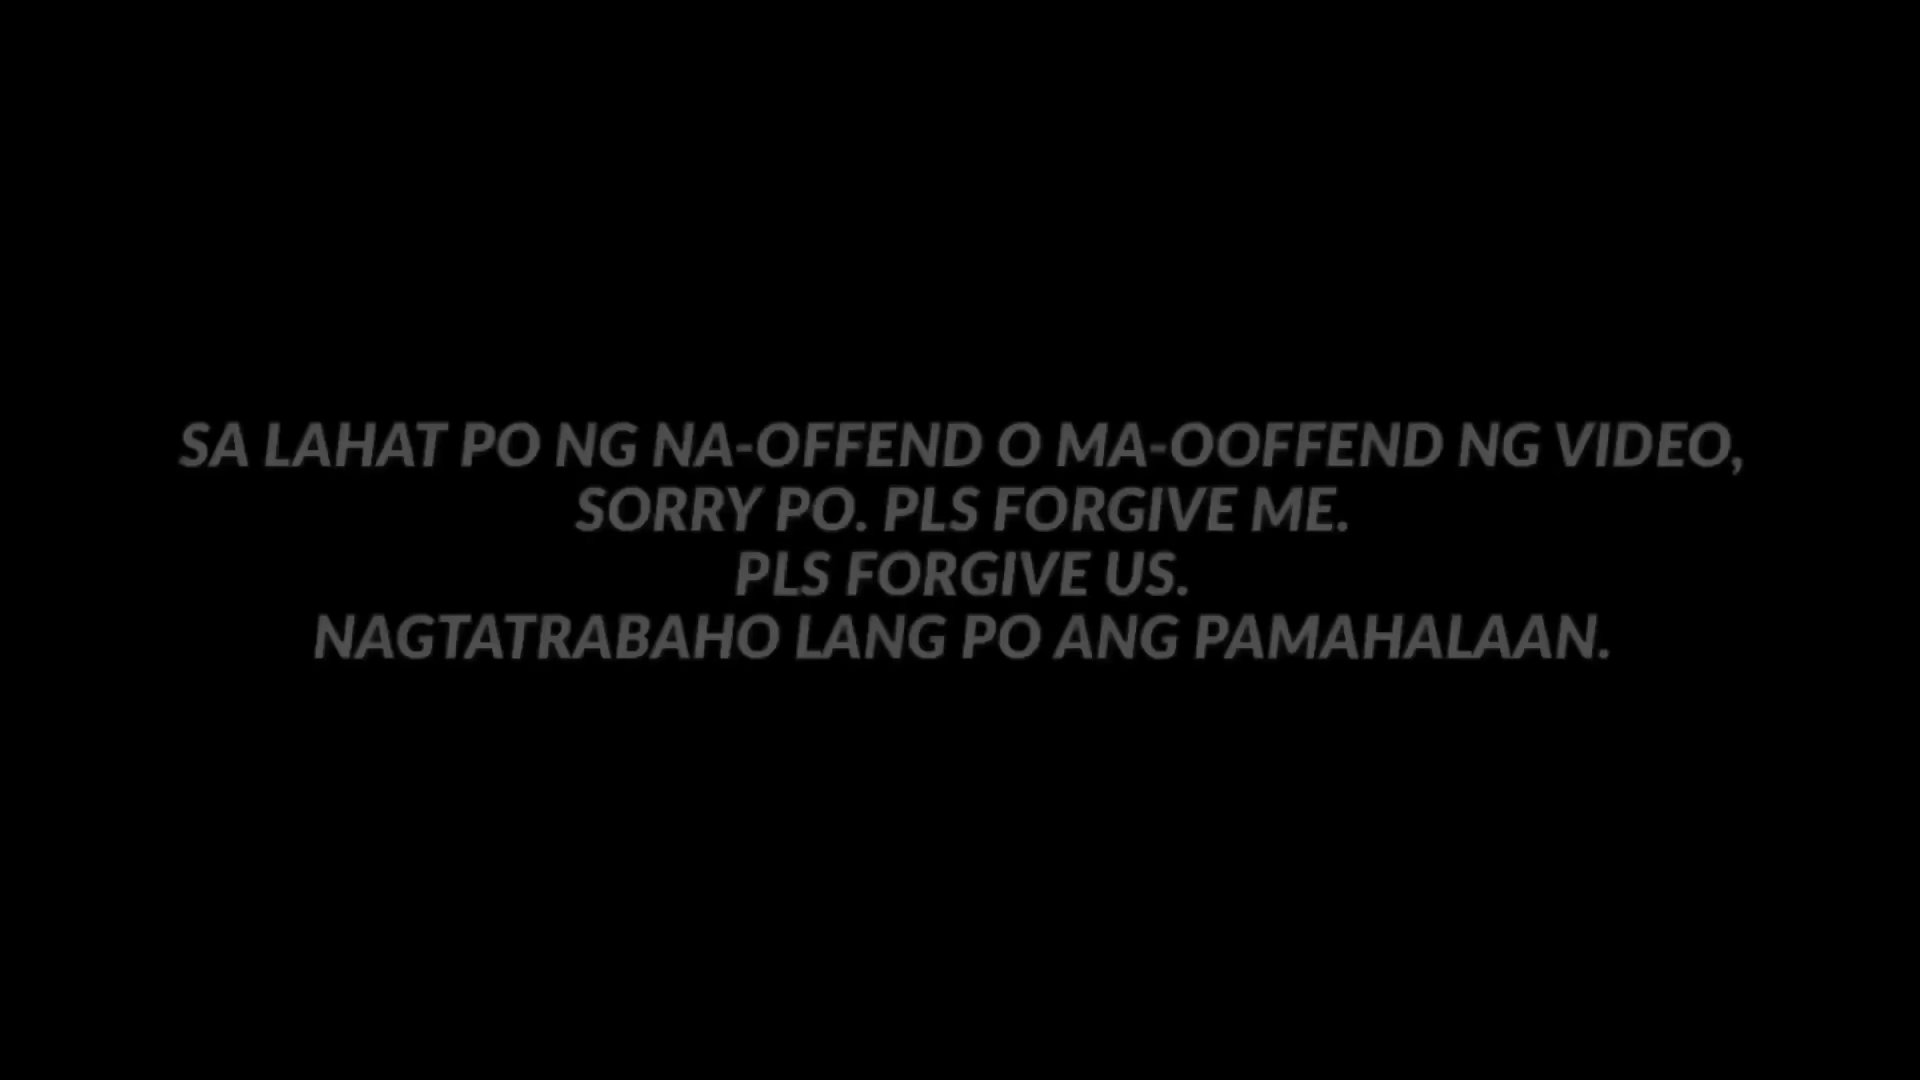 SA LAHAT PO NG NA-OFFEND O MA-OOFFEND NG VIDEO,
SORRY PO. PLS FORGIVE ME.
PLS FORGIVE US.
NAGTATRABAHO LANG PO ANG PAMAHALAAN.